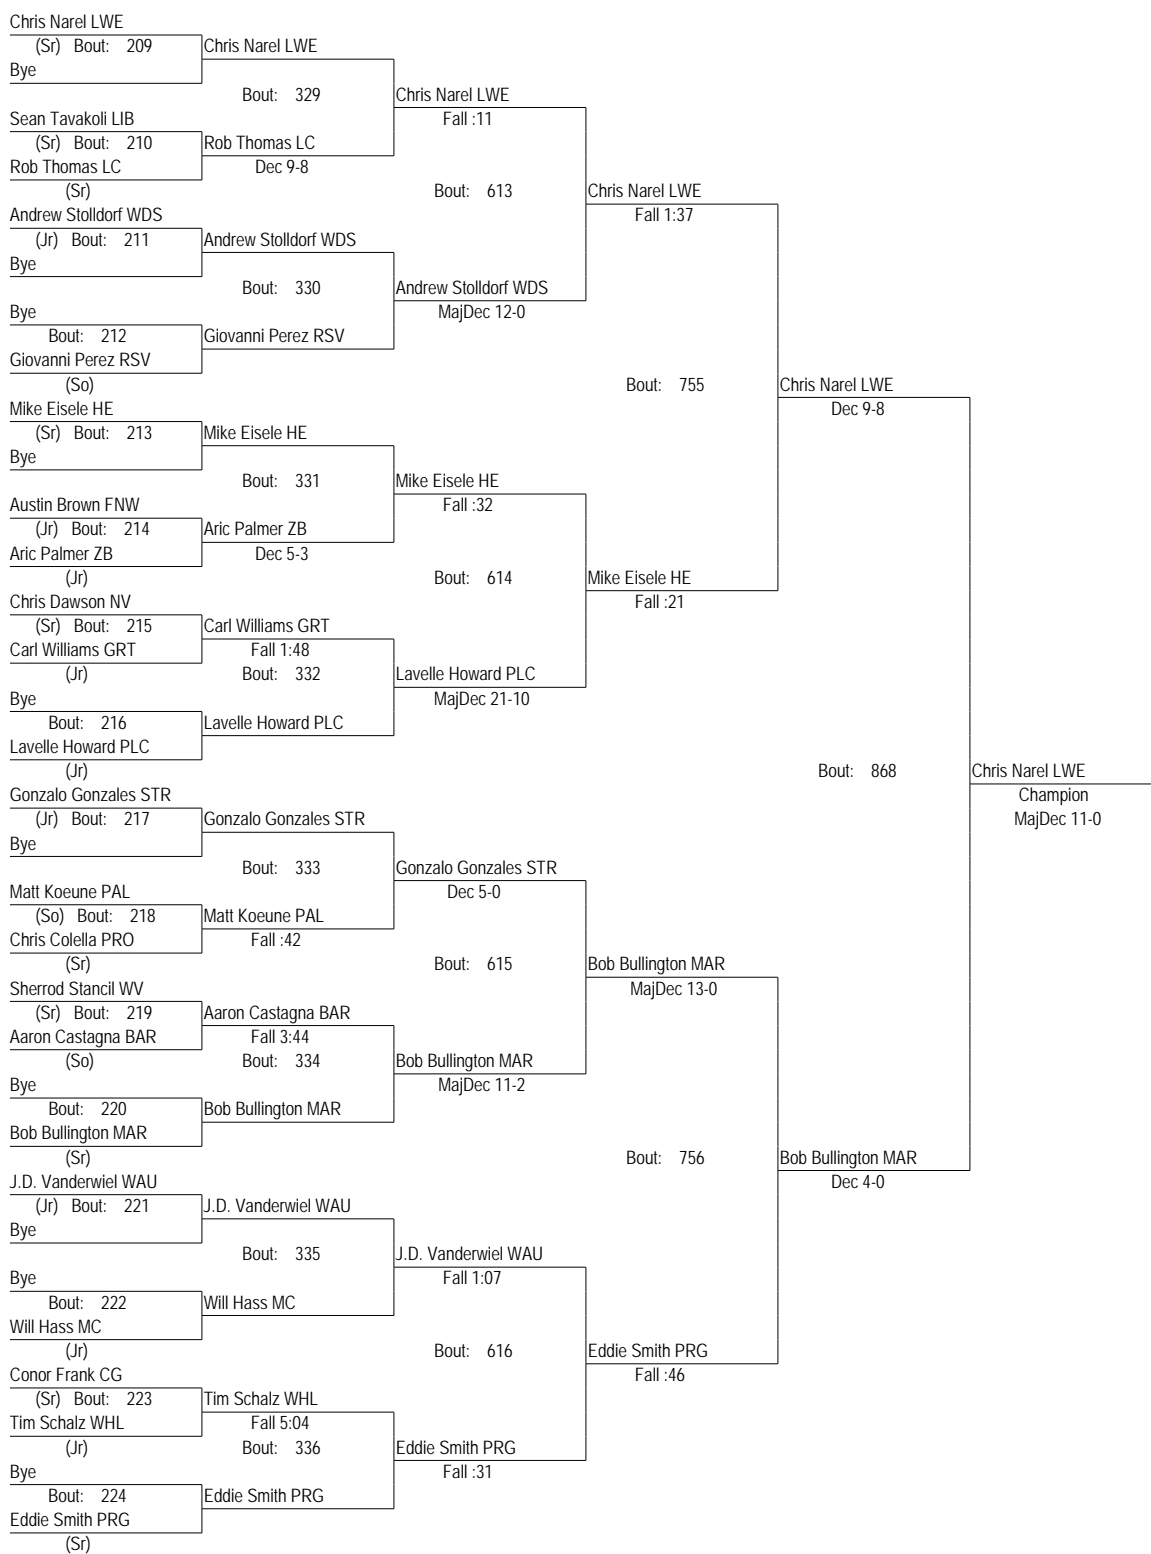 Chris Narel LWE
(Sr) Bout: 209 Chris Narel LWE
Bye
Bout: 329 Chris Narel LWE
Sean Tavakoli LIB Fall :11
(Sr) Bout: 210 Rob Thomas LC
Rob Thomas LC Dec 9-8
(Sr) Bout: 613 Chris Narel LWE
Andrew Stolldorf WDS Fall 1:37
(Jr) Bout: 211 Andrew Stolldorf WDS
Bye
Bout: 330 Andrew Stolldorf WDS
Bye MajDec 12-0
Bout: 212 Giovanni Perez RSV
Giovanni Perez RSV
(So) Bout: 755 Chris Narel LWE
Mike Eisele HE Dec 9-8
(Sr) Bout: 213 Mike Eisele HE
Bye
Bout: 331 Mike Eisele HE
Austin Brown FNW Fall :32
(Jr) Bout: 214 Aric Palmer ZB
Aric Palmer ZB Dec 5-3
(Jr) Bout: 614 Mike Eisele HE
Chris Dawson NV Fall :21
(Sr) Bout: 215 Carl Williams GRT
Carl Williams GRT Fall 1:48
(Jr) Bout: 332 Lavelle Howard PLC
Bye MajDec 21-10
Bout: 216 Lavelle Howard PLC
Lavelle Howard PLC
(Jr) Bout: 868 Chris Narel LWE
Gonzalo Gonzales STR Champion
(Jr) Bout: 217 Gonzalo Gonzales STR MajDec 11-0
Bye
Bout: 333 Gonzalo Gonzales STR
Matt Koeune PAL Dec 5-0
(So) Bout: 218 Matt Koeune PAL
Chris Colella PRO Fall :42
(Sr) Bout: 615 Bob Bullington MAR
Sherrod Stancil WV MajDec 13-0
(Sr) Bout: 219 Aaron Castagna BAR
Aaron Castagna BAR Fall 3:44
(So) Bout: 334 Bob Bullington MAR
Bye MajDec 11-2
Bout: 220 Bob Bullington MAR
Bob Bullington MAR
(Sr) Bout: 756 Bob Bullington MAR
J.D. Vanderwiel WAU Dec 4-0
(Jr) Bout: 221 J.D. Vanderwiel WAU
Bye
Bout: 335 J.D. Vanderwiel WAU
Bye Fall 1:07
Bout: 222 Will Hass MC
Will Hass MC
(Jr) Bout: 616 Eddie Smith PRG
Conor Frank CG Fall :46
(Sr) Bout: 223 Tim Schalz WHL
Tim Schalz WHL Fall 5:04
(Jr) Bout: 336 Eddie Smith PRG
Bye Fall :31
Bout: 224 Eddie Smith PRG
Eddie Smith PRG
(Sr)